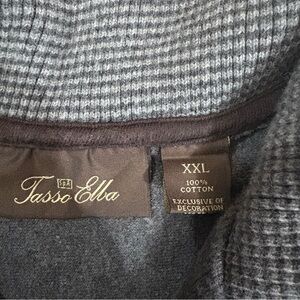 Tasso Elba
XXL
100%
COTTON
EXCLUSIVE OF
DECORATION